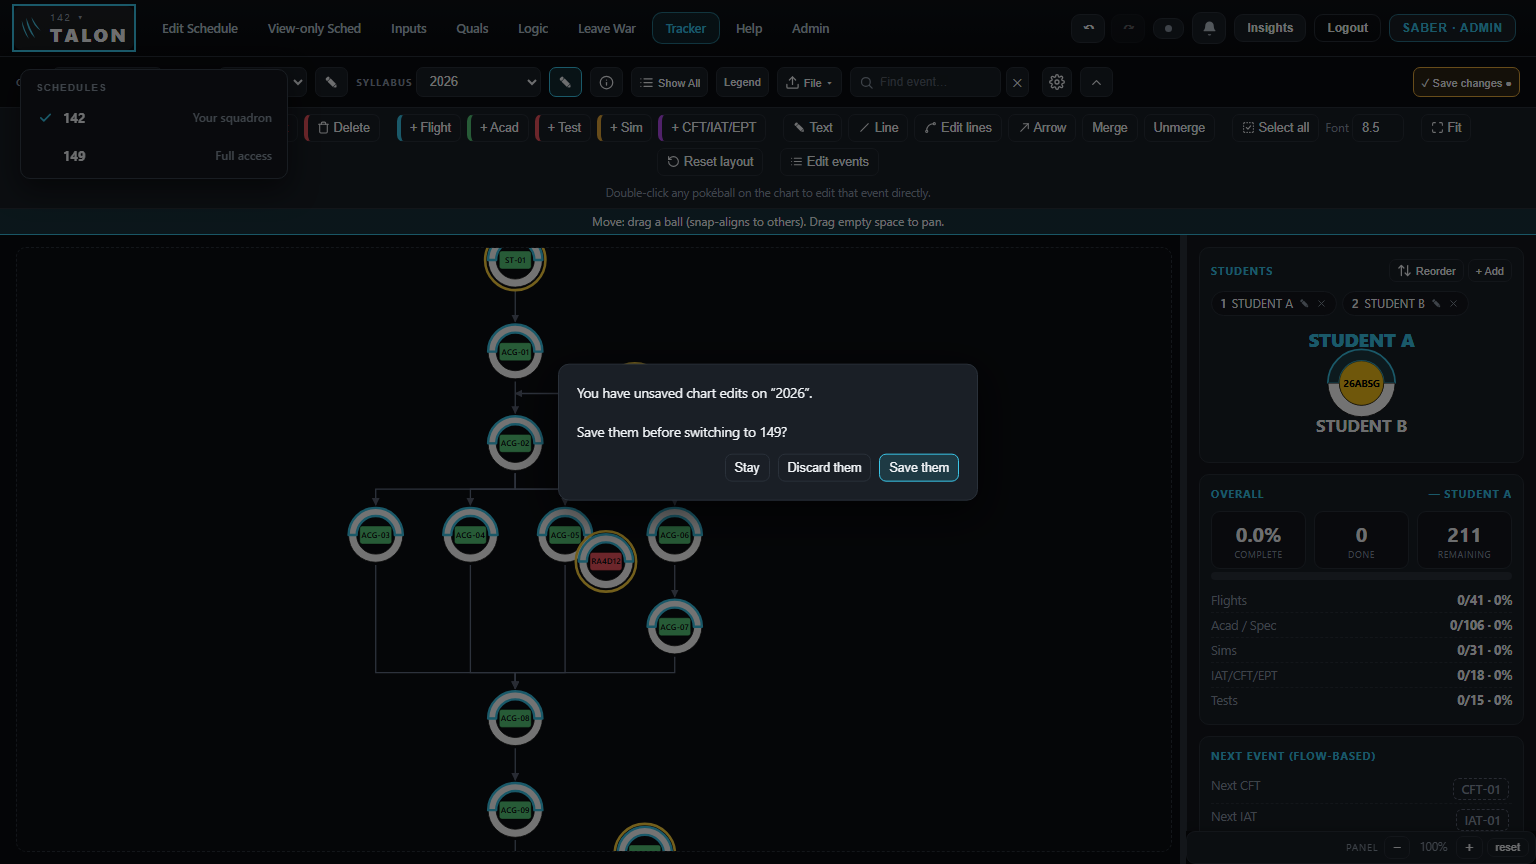 142
TALON
Edit Schedule
View-only Sched
Inputs
Quals
Logic
Leave War
Tracker
Help
Admin
Insights
Logout
SABER · ADMIN
SCHEDULES
142 Your squadron
149 Full access
SYLLABUS 2026
Show All
Legend
File
Find event...
✓ Save changes •
Delete
+ Flight
+ Acad
+ Test
+ Sim
+ CFT/IAT/EPT
Text
Line
Edit lines
Arrow
Merge
Unmerge
Select all
Font 8.5
Fit
Reset layout
Edit events
Double-click any pokéball on the chart to edit that event directly.
Move: drag a ball (snap-aligns to others). Drag empty space to pan.
ST-01
ACG-01
ACG-02
ACG-03
ACG-04
ACG-05
ACG-06
RA4D12
ACG-07
ACG-08
ACG-09
You have unsaved chart edits on “2026”.
Save them before switching to 149?
Stay
Discard them
Save them
STUDENTS
Reorder
+ Add
1 STUDENT A
2 STUDENT B
STUDENT A
26ABSG
STUDENT B
OVERALL — STUDENT A
0.0%
COMPLETE
0
DONE
211
REMAINING
Flights 0/41 · 0%
Acad / Spec 0/106 · 0%
Sims 0/31 · 0%
IAT/CFT/EPT 0/18 · 0%
Tests 0/15 · 0%
NEXT EVENT (FLOW-BASED)
Next CFT CFT-01
Next IAT IAT-01
PANEL − 100% + reset